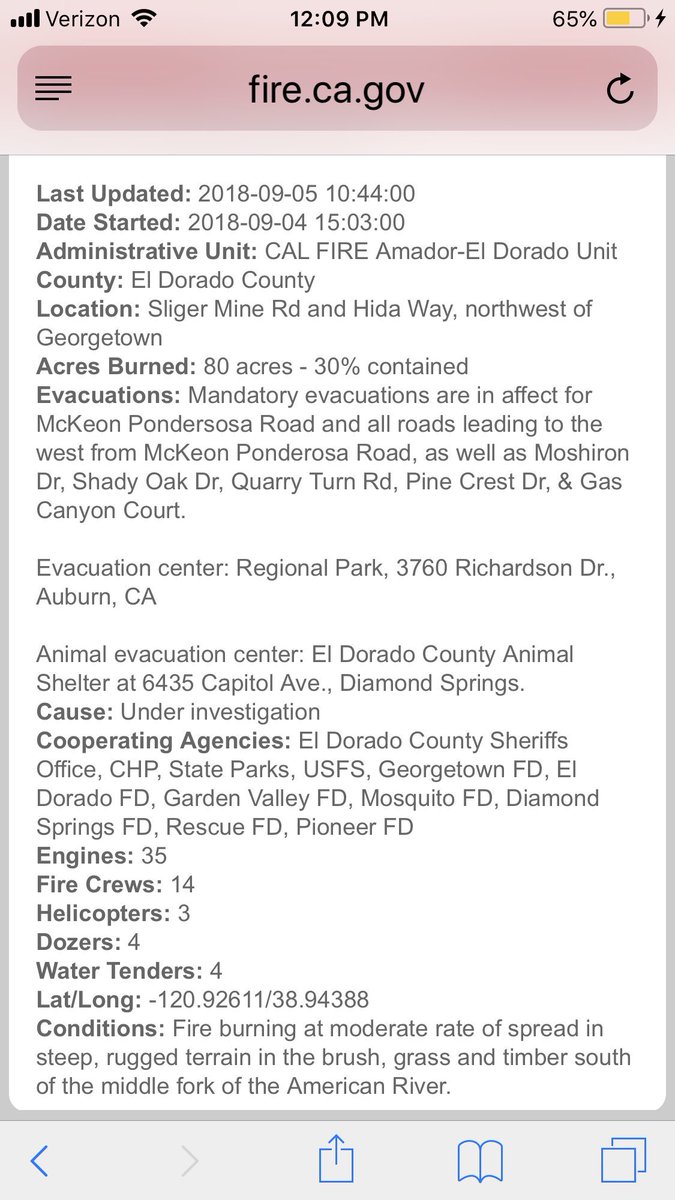 Verizon 12:09 PM 65%
fire.ca.gov
Last Updated: 2018-09-05 10:44:00
Date Started: 2018-09-04 15:03:00
Administrative Unit: CAL FIRE Amador-El Dorado Unit
County: El Dorado County
Location: Sliger Mine Rd and Hida Way, northwest of
Georgetown
Acres Burned: 80 acres - 30% contained
Evacuations: Mandatory evacuations are in affect for
McKeon Pondersosa Road and all roads leading to the
west from McKeon Ponderosa Road, as well as Moshiron
Dr, Shady Oak Dr, Quarry Turn Rd, Pine Crest Dr, & Gas
Canyon Court.
Evacuation center: Regional Park, 3760 Richardson Dr.,
Auburn, CA
Animal evacuation center: El Dorado County Animal
Shelter at 6435 Capitol Ave., Diamond Springs.
Cause: Under investigation
Cooperating Agencies: El Dorado County Sheriffs
Office, CHP, State Parks, USFS, Georgetown FD, El
Dorado FD, Garden Valley FD, Mosquito FD, Diamond
Springs FD, Rescue FD, Pioneer FD
Engines: 35
Fire Crews: 14
Helicopters: 3
Dozers: 4
Water Tenders: 4
Lat/Long: -120.92611/38.94388
Conditions: Fire burning at moderate rate of spread in
steep, rugged terrain in the brush, grass and timber south
of the middle fork of the American River.